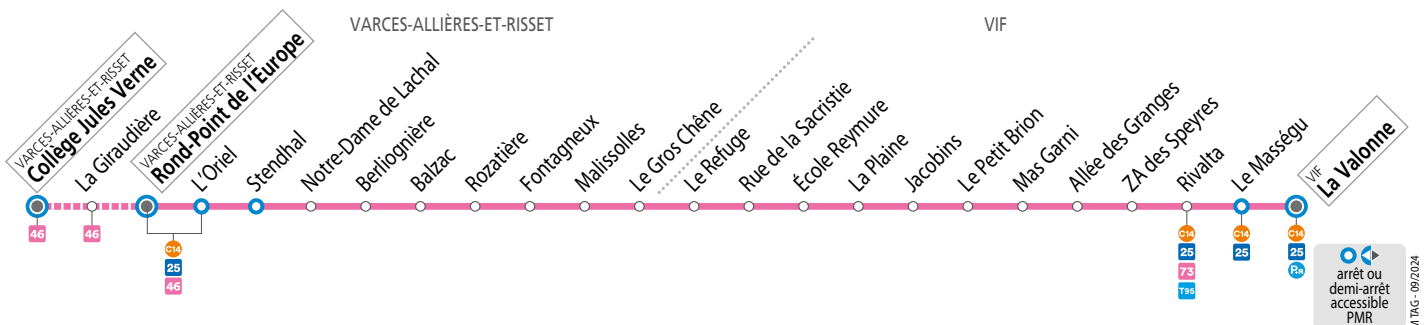 VARCES-ALLIÈRES-ET-RISSET
VIF
VARCES-ALLIÈRES-ET-RISSET
Collège Jules Verne
La Giraudière
VARCES-ALLIÈRES-ET-RISSET
Rond-Point de l'Europe
L'Oriel
Stendhal
Notre-Dame de Lachal
Berliognière
Balzac
Rozatière
Fontagneux
Malissolles
Le Gros Chêne
Le Refuge
Rue de la Sacristie
École Reymure
La Plaine
Jacobins
Le Petit Brion
Mas Garni
Allée des Granges
ZA des Speyres
Rivalta
Le Masségu
VIF
La Valonne
46
46
C14
25
46
C14
25
73
T95
C14
25
C14
25
P+R
arrêt ou
demi-arrêt
accessible
PMR
M TAG - 09/2024